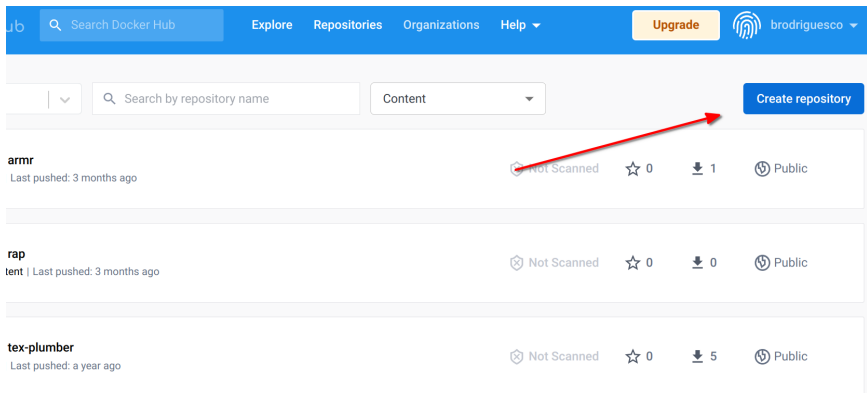 ub Search Docker Hub Explore Repositories Organizations Help Upgrade brodriguesco
Search by repository name Content Create repository
armr
Last pushed: 3 months ago
Not Scanned 0 1 Public
rap
tent | Last pushed: 3 months ago
Not Scanned 0 0 Public
tex-plumber
Last pushed: a year ago
Not Scanned 0 5 Public